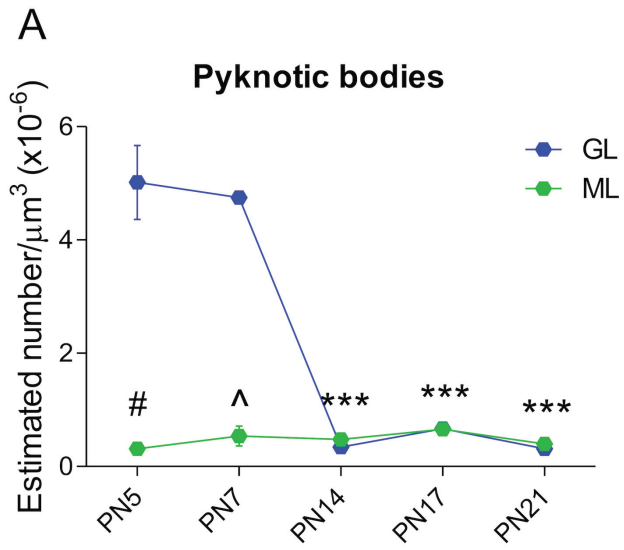 A
Pyknotic bodies
Estimated number/μm³ (x10⁻⁶)
6
4
2
0
GL
ML
#
^
***
***
***
PN5
PN7
PN14
PN17
PN21